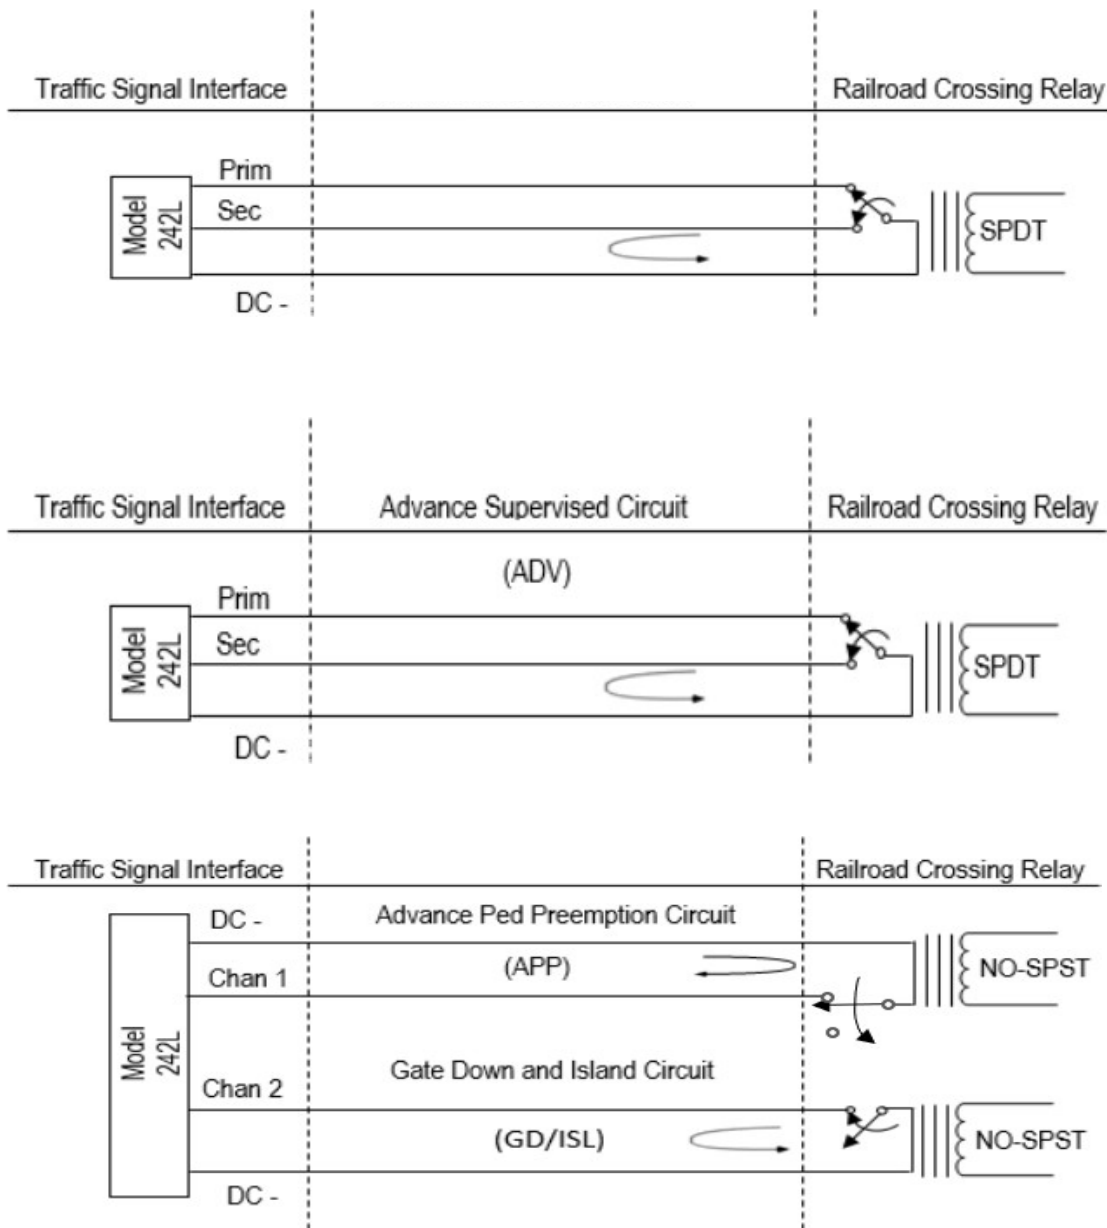 Traffic Signal Interface Railroad Crossing Relay
Prim
Model
242L
Sec
SPDT
DC -
Traffic Signal Interface Advance Supervised Circuit Railroad Crossing Relay
(ADV)
Prim
Model
242L
Sec
SPDT
DC -
Traffic Signal Interface Railroad Crossing Relay
DC - Advance Ped Preemption Circuit
Chan 1 (APP) NO-SPST
Model
242L
Gate Down and Island Circuit
Chan 2
(GD/ISL) NO-SPST
DC -